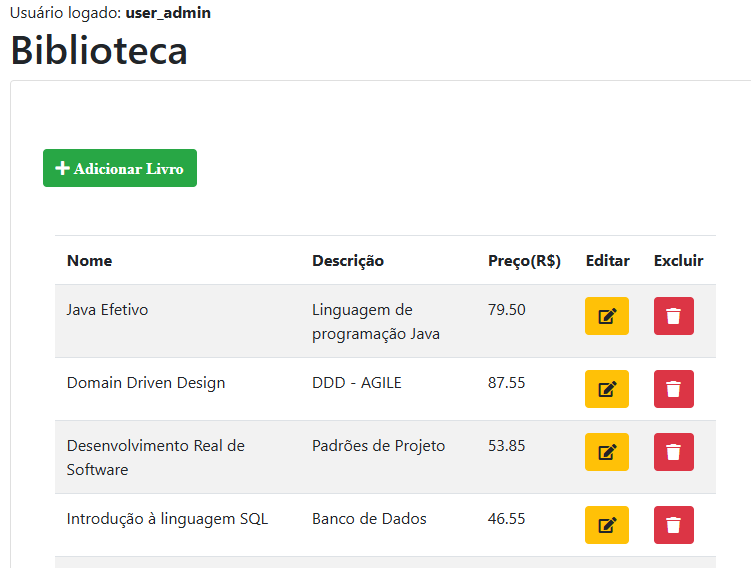 Usuário logado: user_admin
Biblioteca
Adicionar Livro
Nome Descrição Preço(R$) Editar Excluir
Java Efetivo Linguagem de 79.50
programação Java
Domain Driven Design DDD - AGILE 87.55
Desenvolvimento Real de Padrões de Projeto 53.85
Software
Introdução à linguagem SQL Banco de Dados 46.55